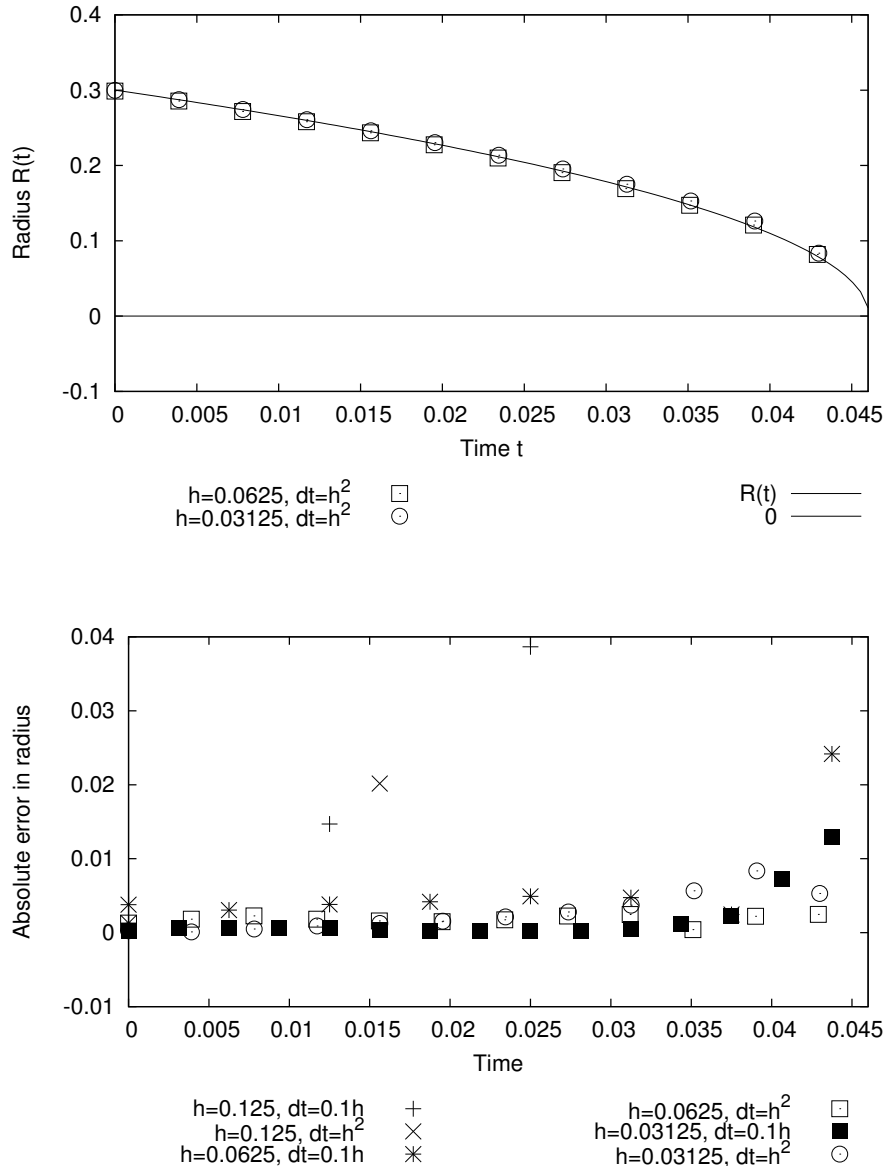 0.4
0.3
0.2
0.1
0
-0.1
Radius R(t)
0 0.005 0.01 0.015 0.02 0.025 0.03 0.035 0.04 0.045
Time t
h=0.0625, dt=h²
h=0.03125, dt=h²
R(t)
0
0.04
0.03
0.02
0.01
0
-0.01
Absolute error in radius
0 0.005 0.01 0.015 0.02 0.025 0.03 0.035 0.04 0.045
Time
h=0.125, dt=0.1h
h=0.125, dt=h²
h=0.0625, dt=0.1h
h=0.0625, dt=h²
h=0.03125, dt=0.1h
h=0.03125, dt=h²